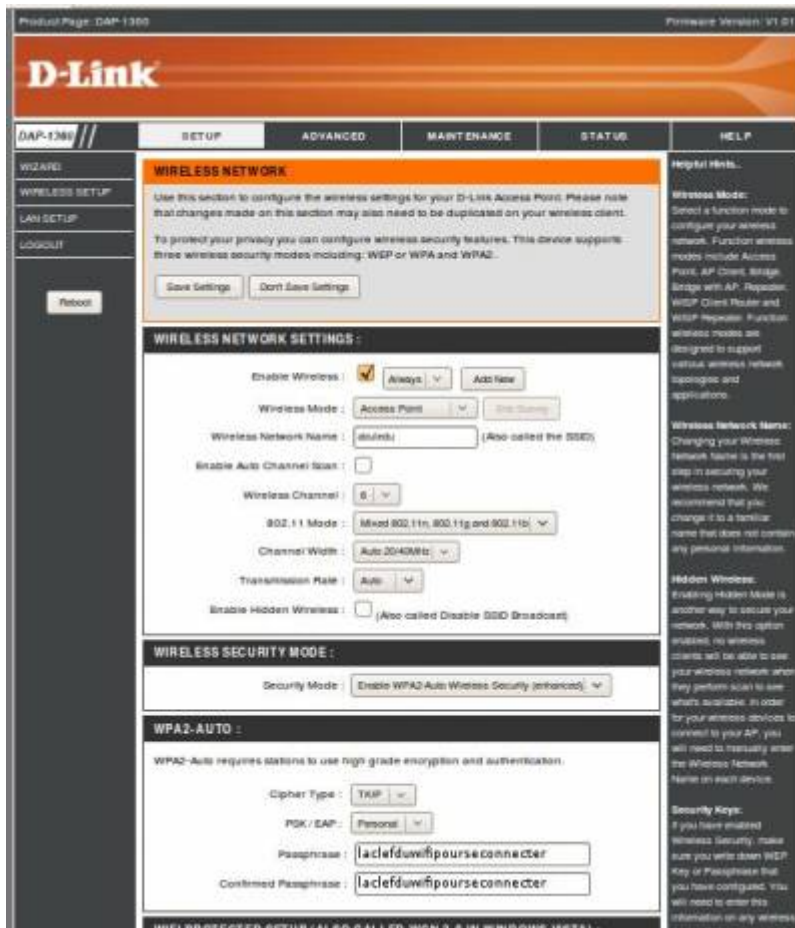 Product Page: DAP-1360
Firmware Version: V1.01
D-Link
DAP-1360
SETUP
ADVANCED
MAINTENANCE
STATUS
HELP
WIZARD
WIRELESS SETUP
LAN SETUP
LOGOUT
Reboot
WIRELESS NETWORK
Use this section to configure the wireless settings for your D-Link Access Point. Please note
that changes made on this section may also need to be duplicated on your wireless client.
To protect your privacy you can configure wireless security features. This device supports
three wireless security modes including: WEP or WPA and WPA2.
Save Settings
Don't Save Settings
WIRELESS NETWORK SETTINGS :
Enable Wireless :
Always
Add New
Wireless Mode :
Access Point
Site Survey
Wireless Network Name :
(Also called the SSID)
Enable Auto Channel Scan :
Wireless Channel :
6
802.11 Mode :
Mixed 802.11n, 802.11g and 802.11b
Channel Width :
Auto 20/40MHz
Transmission Rate :
Auto
Enable Hidden Wireless :
(Also called Disable SSID Broadcast)
WIRELESS SECURITY MODE :
Security Mode :
Enable WPA2-Auto Wireless Security (enhanced)
WPA2-AUTO :
WPA2-Auto requires stations to use high grade encryption and authentication.
Cipher Type :
TKIP
PSK / EAP :
Personal
Passphrase :
laclefduwifipourseconnecter
Confirmed Passphrase :
laclefduwifipourseconnecter
WI-FI PROTECTED SETUP (ALSO CALLED WCN 2.0 IN WINDOWS VISTA) :
Helpful Hints..
Wireless Mode:
Select a function mode to
configure your wireless
network. Function wireless
modes include Access
Point, AP Client, Bridge,
Bridge with AP, Repeater,
WISP Client Router and
WISP Repeater. Function
wireless modes are
designed to support
various wireless network
topologies and
applications.
Wireless Network Name:
Changing your Wireless
Network Name is the first
step in securing your
wireless network. We
recommend that you
change it to a familiar
name that does not contain
any personal information.
Hidden Wireless:
Enabling Hidden Mode is
another way to secure your
network. With this option
enabled, no wireless
clients will be able to see
your wireless network when
they perform scan to see
what's available. In order
for your wireless devices to
connect to your AP, you
will need to manually enter
the Wireless Network
Name on each device.
Security Keys:
If you have enabled
Wireless Security, make
sure you write down WEP
Key or Passphrase that
you have configured. You
will need to enter this
information on any wireless